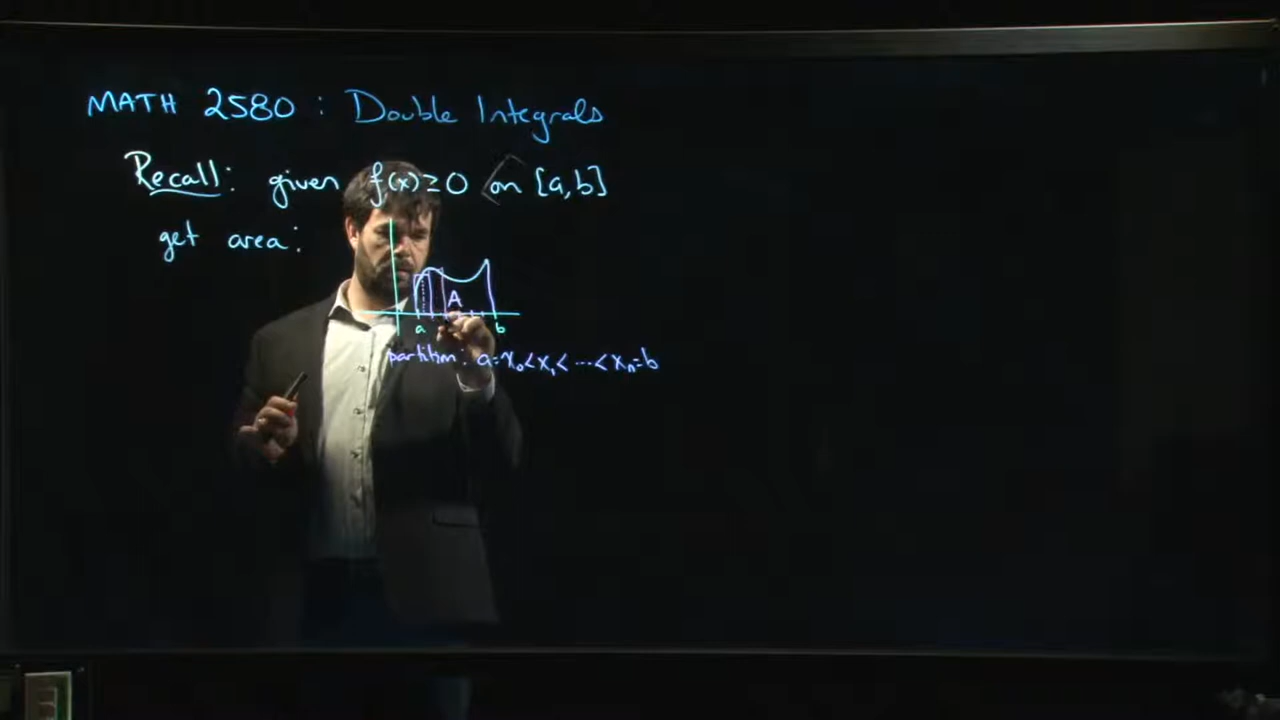 MATH 2580 : Double Integrals
Recall: given f(x) ≥ 0 on [a,b]
get area:
A
a b
partition: a=x₀<x₁< ... <xₙ=b